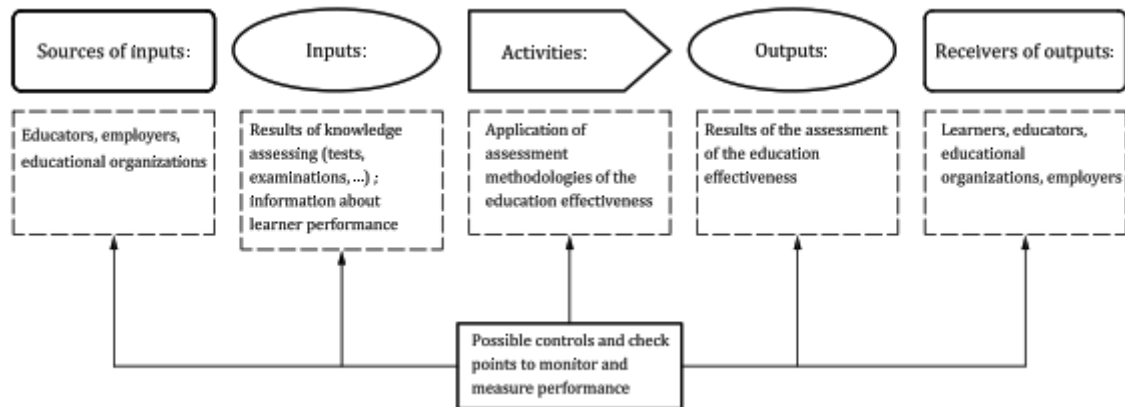 Sources of inputs:
Inputs:
Activities:
Outputs:
Receivers of outputs:
Educators, employers,
educational organizations
Results of knowledge
assessing (tests,
examinations, ...) ;
information about
learner performance
Application of
assessment
methodologies of the
education effectiveness
Results of the assessment
of the education
effectiveness
Learners, educators,
educational
organizations, employers
Possible controls and check
points to monitor and
measure performance